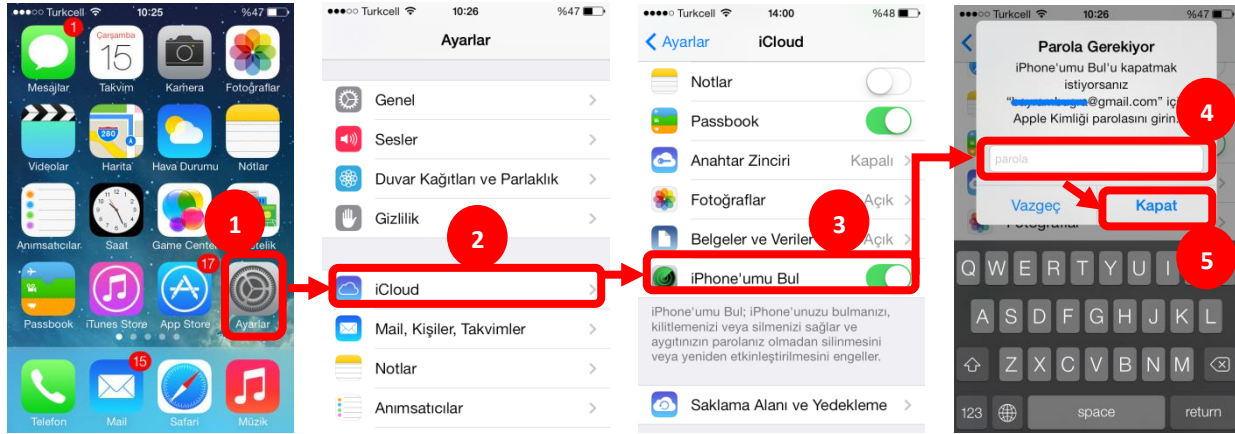 Turkcell 10:25 %47
1
Çarşamba
15
Mesajlar Takvim Kamera Fotoğraflar
280
Videolar Harita Hava Durumu Notlar
1
Anımsatıcılar Saat Game Center
17
Passbook iTunes Store App Store Ayarlar
15
Telefon Mail Safari Müzik
Turkcell 10:26 %47
Ayarlar
Genel
Sesler
Duvar Kağıtları ve Parlaklık
Gizlilik
2
iCloud
Mail, Kişiler, Takvimler
Notlar
Anımsatıcılar
Turkcell 14:00 %48
Ayarlar iCloud
Notlar
Passbook
Anahtar Zinciri Kapalı
Fotoğraflar Açık
3
Belgeler ve Veriler Açık
iPhone'umu Bul
iPhone'umu Bul; iPhone'unuzu bulmanızı,
kilitlemenizi veya silmenizi sağlar ve
aygıtınızın parolanız olmadan silinmesini
veya yeniden etkinleştirilmesini engeller.
Saklama Alanı ve Yedekleme
Turkcell 10:26 %47
Parola Gerekiyor
iPhone'umu Bul'u kapatmak
istiyorsanız
@gmail.com" iç
Apple Kimliği parolasını girin.
4
parola
Vazgeç Kapat
Fotoğraflar
5
Q W E R T Y U I
A S D F G H J K L
Z X C V B N M
123 space return